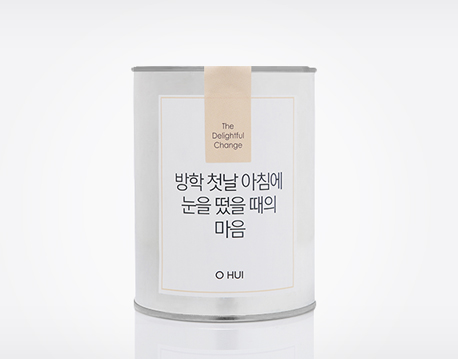 The
Delightful
Change
방학 첫날 아침에
눈을 떴을 때의
마음
O HUI